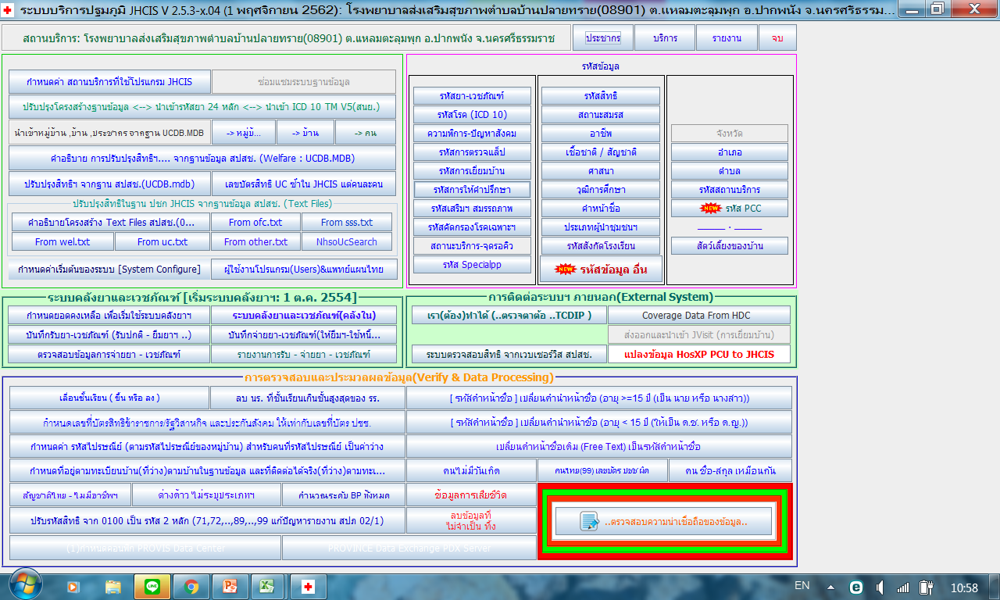 ระบบบริการปฐมภูมิ JHCIS V 2.5.3-x.04 (1 พฤศจิกายน 2562): โรงพยาบาลส่งเสริมสุขภาพตำบลบ้านปลายทราย(08901) ต.แหลมตะลุมพุก อ.ปากพนัง จ.นครศรีธรรม...
สถานบริการ: โรงพยาบาลส่งเสริมสุขภาพตำบลบ้านปลายทราย(08901) ต.แหลมตะลุมพุก อ.ปากพนัง จ.นครศรีธรรมราช
ประชากร
บริการ
รายงาน
จบ
กำหนดค่า สถานบริการที่ใช้โปรแกรม JHCIS
ซ่อมแซมระบบฐานข้อมูล
ปรับปรุงโครงสร้างฐานข้อมูล <--> นำเข้ารหัสยา 24 หลัก <--> นำเข้า ICD 10 TM V5(สนย.)
นำเข้าหมู่บ้าน ,บ้าน ,ประชากร จากฐาน UCDB.MDB
-> หมู่บ้...
-> บ้าน
-> คน
คำอธิบาย การปรับปรุงสิทธิฯ.... จากฐานข้อมูล สปสช. (Welfare : UCDB.MDB)
ปรับปรุงสิทธิฯ จากฐาน สปสช.(UCDB.mdb)
เลขบัตรสิทธิ UC ซ้ำใน JHCIS แต่คนละคน
ปรับปรุงสิทธิในฐาน ปชก JHCIS จากฐานข้อมูล สปสช. (Text Files)
คำอธิบายโครงสร้าง Text Files สปสช.(0...
From ofc.txt
From sss.txt
From wel.txt
From uc.txt
From other.txt
NhsoUcSearch
กำหนดค่าเริ่มต้นของระบบ [System Configure]
ผู้ใช้งานโปรแกรม(Users)&แพทย์แผนไทย
รหัสข้อมูล
รหัสยา-เวชภัณฑ์
รหัสโรค (ICD 10)
ความพิการ-ปัญหาสังคม
รหัสการตรวจแล็ป
รหัสการเยี่ยมบ้าน
รหัสการให้คำปรึกษา
รหัสเสริมฯ สมรรถภาพ
รหัสคัดกรองโรคเฉพาะฯ
สถานะบริการ-จุดรอคิว
รหัส Specialpp
รหัสสิทธิ
สถานะสมรส
อาชีพ
เชื้อชาติ / สัญชาติ
ศาสนา
วุฒิการศึกษา
คำหน้าชื่อ
ประเภทผู้นำชุมชนฯ
รหัสสังกัดโรงเรียน
NEW รหัสข้อมูล อื่น
จังหวัด
อำเภอ
ตำบล
รหัสสถานบริการ
NEW รหัส PCC
______ . ______
สัตว์เลี้ยงของบ้าน
ระบบคลังยาและเวชภัณฑ์ [เริ่มระบบคลังยาฯ: 1 ต.ค. 2554]
กำหนดยอดคงเหลือ เพื่อเริ่มใช้ระบบคลังยาฯ
ระบบคลังยาและเวชภัณฑ์(คลังใน)
บันทึกรับยา-เวชภัณฑ์ (รับปกติ - ยืมยาฯ ..)
บันทึกจ่ายยา-เวชภัณฑ์(ให้ยืมฯ-ใช้หนี้...
ตรวจสอบข้อมูลการจ่ายยา - เวชภัณฑ์
รายงานการรับ - จ่ายยา - เวชภัณฑ์
การติดต่อระบบฯ ภายนอก(External System)
เรา(ต้อง)ทำได้ (..ตรวจตาต้อ ..TCDIP )
Coverage Data From HDC
ส่งออกและนำเข้า JVisit (การเยี่ยมบ้าน)
ระบบตรวจสอบสิทธิ จากเวบเซอร์วิส สปสช.
แปลงข้อมูล HosXP PCU to JHCIS
การตรวจสอบและประมวลผลข้อมูล(Verify & Data Processing)
เลื่อนชั้นเรียน ( ขึ้น หรือ ลง )
ลบ นร. ที่ชั้นเรียนเกินชั้นสูงสุดของ รร.
[ รหัสคำหน้าชื่อ ] เปลี่ยนคำนำหน้าชื่อ (อายุ >=15 ปี (เป็น นาย หรือ นางสาว))
กำหนดเลขที่บัตรสิทธิข้าราชการ/รัฐวิสาหกิจ และประกันสังคม ให้เท่ากับเลขที่บัตร ปชช.
[ รหัสคำหน้าชื่อ ] เปลี่ยนคำนำหน้าชื่อ (อายุ < 15 ปี (ให้เป็น ด.ช. หรือ ด.ญ.))
กำหนดค่า รหัสไปรษณีย์ (ตามรหัสไปรษณีย์ของหมู่บ้าน) สำหรับคนที่รหัสไปรษณีย์ เป็นค่าว่าง
เปลี่ยนคำหน้าชื่อเดิม (Free Text) เป็นรหัสคำหน้าชื่อ
กำหนดที่อยู่ตามทะเบียนบ้าน(ที่ว่าง)ตามบ้านในฐานข้อมูล และที่ติดต่อได้จริง(ที่ว่าง)ตามทะเ...
คนไม่มีวันเกิด
คนไทย(99) เลขบัตร ปชช ผิด
คน ชื่อ-สกุล เหมือนกัน
สัญชาติไทย - ไม่มีอาชีพฯ
ต่างด้าว ไม่ระบุประเภทฯ
คำนวณระดับ BP ทั้งหมด
ข้อมูลการเสียชีวิต
ปรับรหัสสิทธิ จาก 0100 เป็น รหัส 2 หลัก (71,72,..,89,..,99 แก้ปัญหารายงาน สปภ 02/1)
ลบข้อมูลที่
ไม่จำเป็น ทิ้ง
..ตรวจสอบความน่าเชื่อถือของข้อมูล..
PROVINCE Data Exchange PDX Server
EN
10:58